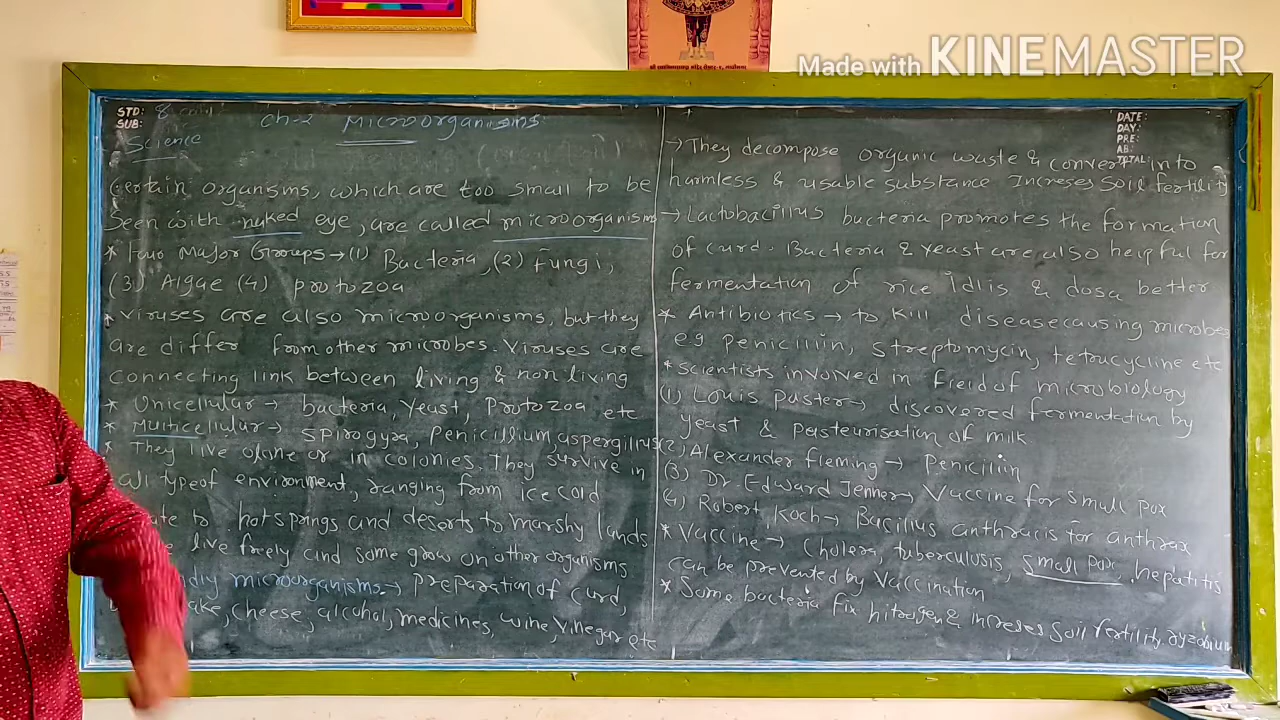 Made with KINEMASTER
STD: 8
SUB:
Science
Ch-2 Microorganisms
Certain organisms, which are too small to be
seen with naked eye, are called microorganism
* Four Major Groups → (1) Bacteria, (2) Fungi,
(3) Algae (4) protozoa
* Viruses are also microorganisms, but they
are differ from other microbes. Viruses are
connecting link between living & non living
* Unicellular → bacteria, Yeast, Protozoa etc
* Multicellular → spirogyra, penicillium, aspergillus
* They live alone or in colonies. They survive in
all type of environment, ranging from ice cold
to hot springs and deserts to marshy lands
live freely and some grow on other organisms
microorganisms → preparation of curd,
cheese, alcohol, medicines, wine, vinegar etc
DATE:
DAY:
PRE:
AB:
TOTAL:
→ They decompose organic waste & convert into
harmless & usable substance Increses soil fertility
→ Lactobacillus bacteria promotes the formation
of curd. Bacteria & yeast are also helpful for
fermentation of rice Idlis & dosa better
* Antibiotics → to kill disease causing microbes
eg penicillin, streptomycin, tetracycline etc
* scientists involved in field of microbiology
(1) Louis Paster → discovered fermentation by
yeast & pasteurisation of milk
(2) Alexander fleming → Penicillin
(3) Dr. Edward Jenner → Vaccine for small pox
(4) Robert Koch → Bacillus anthracis for anthrax
* Vaccine → Cholera, tuberculosis, small pox, hepatitis
can be prevented by vaccination
* Some bacteria fix nitrogen & increses soil fertility